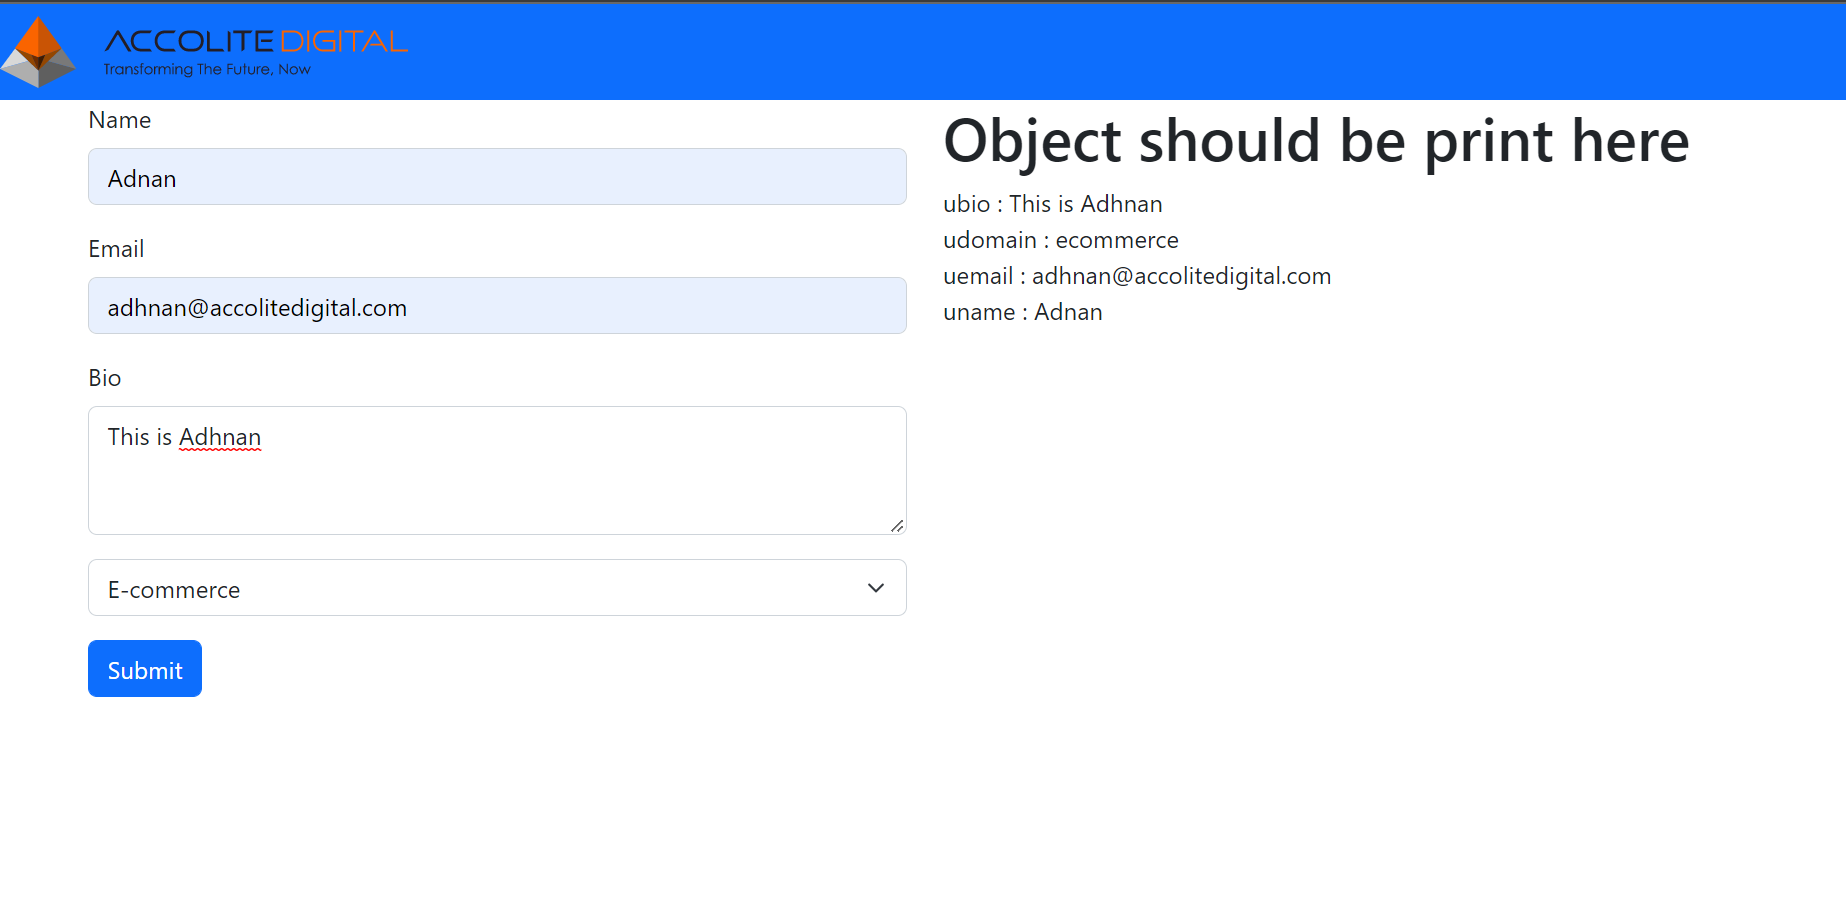 ACCOLITE DIGITAL
Transforming The Future, Now
Name
Adnan
Email
adhnan@accolitedigital.com
Bio
This is Adhnan
E-commerce
Submit
Object should be print here
ubio : This is Adhnan
udomain : ecommerce
uemail : adhnan@accolitedigital.com
uname : Adnan